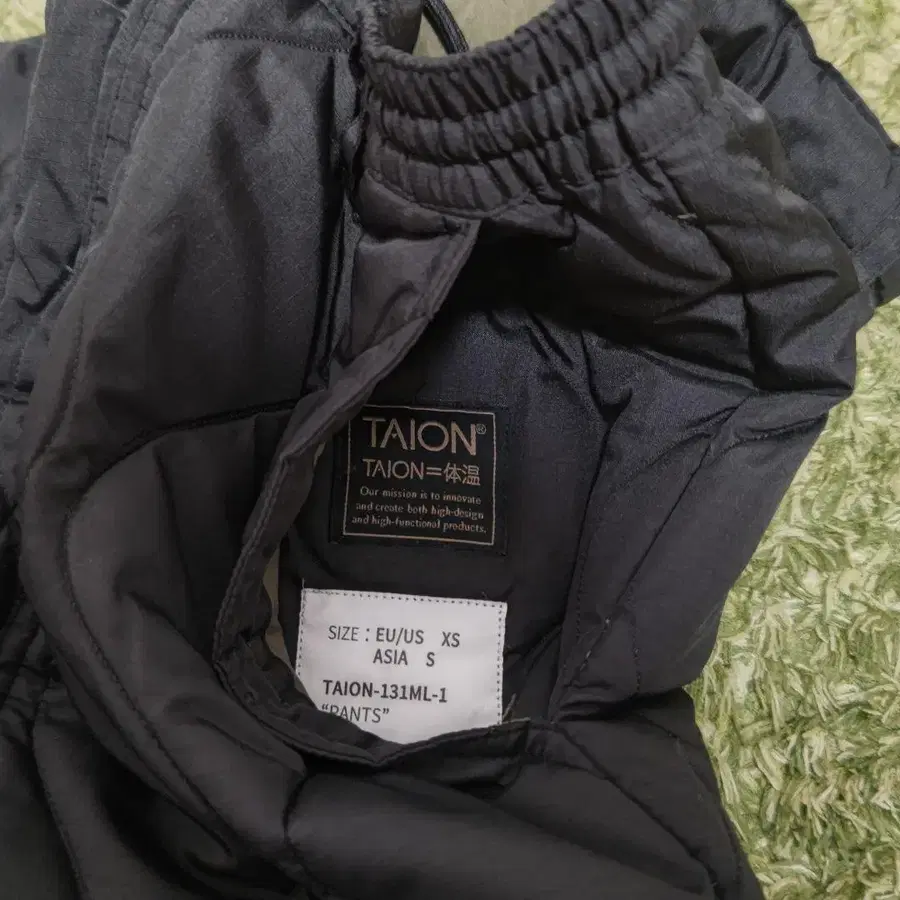 TAION®
TAION=体温
Our mission is to innovate
and create both high-design
and high-functional products.
SIZE : EU/US XS
ASIA S
TAION-131ML-1
"PANTS"